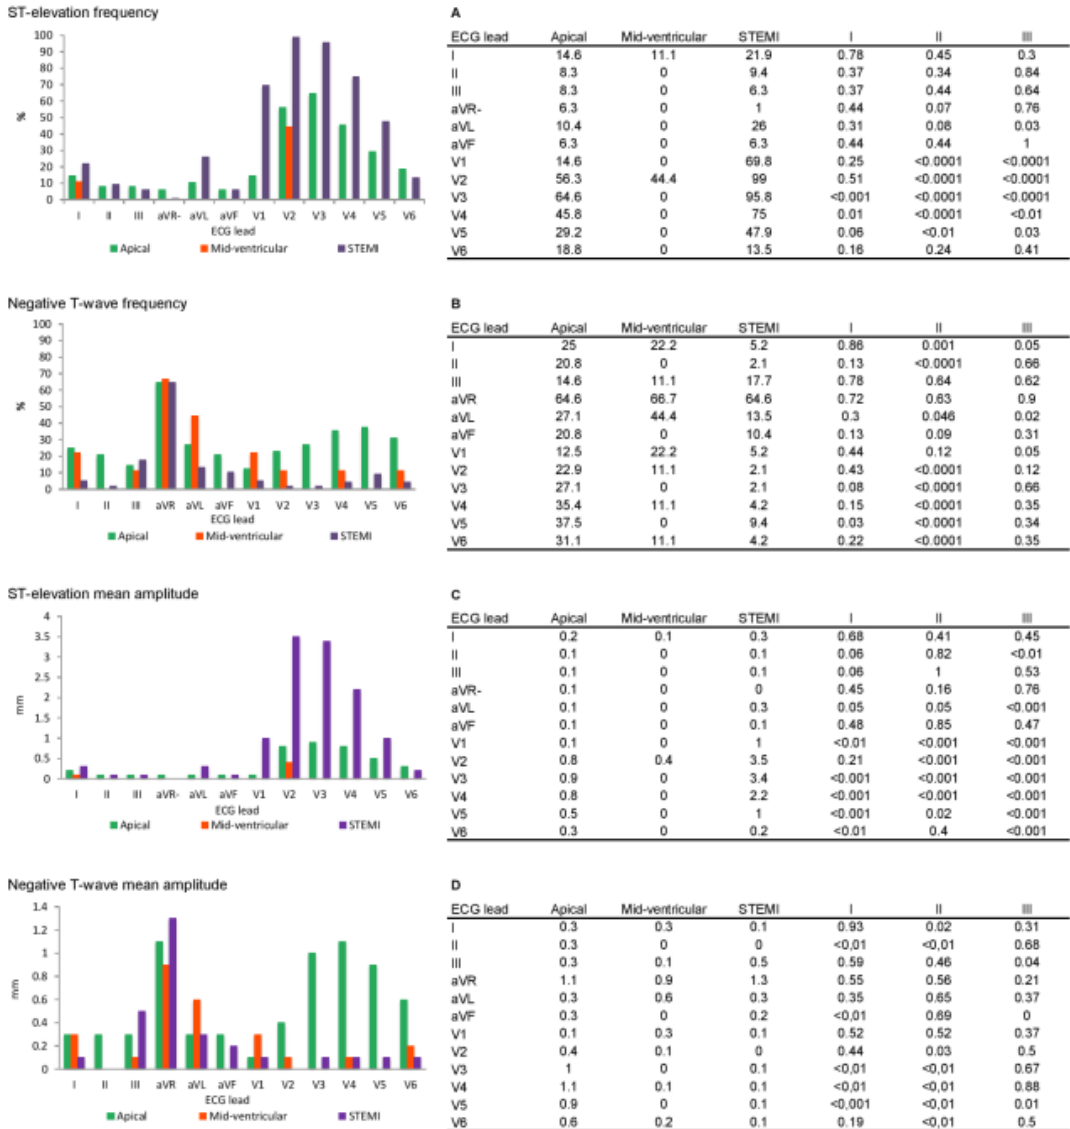 ST-elevation frequency
100
90
80
70
60
50
40
30
20
10
0
%
I II III aVR- aVL aVF V1 V2 V3 V4 V5 V6
ECG lead
Apical Mid-ventricular STEMI
A
ECG lead Apical Mid-ventricular STEMI I II III
I 14.6 11.1 21.9 0.78 0.45 0.3
II 8.3 0 9.4 0.37 0.34 0.84
III 8.3 0 6.3 0.37 0.44 0.64
aVR- 6.3 0 1 0.44 0.07 0.76
aVL 10.4 0 26 0.31 0.08 0.03
aVF 6.3 0 6.3 0.44 0.44 1
V1 14.6 0 69.8 0.25 <0.0001 <0.0001
V2 56.3 44.4 99 0.51 <0.0001 <0.0001
V3 64.6 0 95.8 <0.001 <0.0001 <0.0001
V4 45.8 0 75 0.01 <0.0001 <0.01
V5 29.2 0 47.9 0.06 <0.01 0.03
V6 18.8 0 13.5 0.16 0.24 0.41
Negative T-wave frequency
100
90
80
70
60
50
40
30
20
10
0
%
I II III aVR aVL aVF V1 V2 V3 V4 V5 V6
ECG lead
Apical Mid-ventricular STEMI
B
ECG lead Apical Mid-ventricular STEMI I II III
I 25 22.2 5.2 0.86 0.001 0.05
II 20.8 0 2.1 0.13 <0.0001 0.66
III 14.6 11.1 17.7 0.78 0.64 0.62
aVR 64.6 66.7 64.6 0.72 0.63 0.9
aVL 27.1 44.4 13.5 0.3 0.046 0.02
aVF 20.8 0 10.4 0.13 0.09 0.31
V1 12.5 22.2 5.2 0.44 0.12 0.05
V2 22.9 11.1 2.1 0.43 <0.0001 0.12
V3 27.1 0 2.1 0.08 <0.0001 0.66
V4 35.4 11.1 4.2 0.15 <0.0001 0.35
V5 37.5 0 9.4 0.03 <0.0001 0.34
V6 31.1 11.1 4.2 0.22 <0.0001 0.35
ST-elevation mean amplitude
4
3.5
3
2.5
2
1.5
1
0.5
0
mm
I II III aVR- aVL aVF V1 V2 V3 V4 V5 V6
ECG lead
Apical Mid-ventricular STEMI
C
ECG lead Apical Mid-ventricular STEMI I II III
I 0.2 0.1 0.3 0.68 0.41 0.45
II 0.1 0 0.1 0.06 0.82 <0.01
III 0.1 0 0.1 0.06 1 0.53
aVR- 0.1 0 0 0.45 0.16 0.76
aVL 0.1 0 0.3 0.05 0.05 <0.001
aVF 0.1 0 0.1 0.48 0.85 0.47
V1 0.1 0 1 <0.01 <0.001 <0.001
V2 0.8 0.4 3.5 0.21 <0.001 <0.001
V3 0.9 0 3.4 <0.001 <0.001 <0.001
V4 0.8 0 2.2 <0.001 <0.001 <0.001
V5 0.5 0 1 <0.001 0.02 <0.001
V6 0.3 0 0.2 <0.01 0.4 <0.001
Negative T-wave mean amplitude
1.4
1.2
1
0.8
0.6
0.4
0.2
0
mm
I II III aVR aVL aVF V1 V2 V3 V4 V5 V6
ECG lead
Apical Mid-ventricular STEMI
D
ECG lead Apical Mid-ventricular STEMI I II III
I 0.3 0.3 0.1 0.93 0.02 0.31
II 0.3 0 0 <0,01 <0,01 0.68
III 0.3 0.1 0.5 0.59 0.46 0.04
aVR 1.1 0.9 1.3 0.55 0.56 0.21
aVL 0.3 0.6 0.3 0.35 0.65 0.37
aVF 0.3 0 0.2 <0,01 0.69 0
V1 0.1 0.3 0.1 0.52 0.52 0.37
V2 0.4 0.1 0 0.44 0.03 0.5
V3 1 0 0.1 <0,01 <0,01 0.67
V4 1.1 0.1 0.1 <0,01 <0,01 0.88
V5 0.9 0 0.1 <0,001 <0,01 0.01
V6 0.6 0.2 0.1 0.19 <0,01 0.5